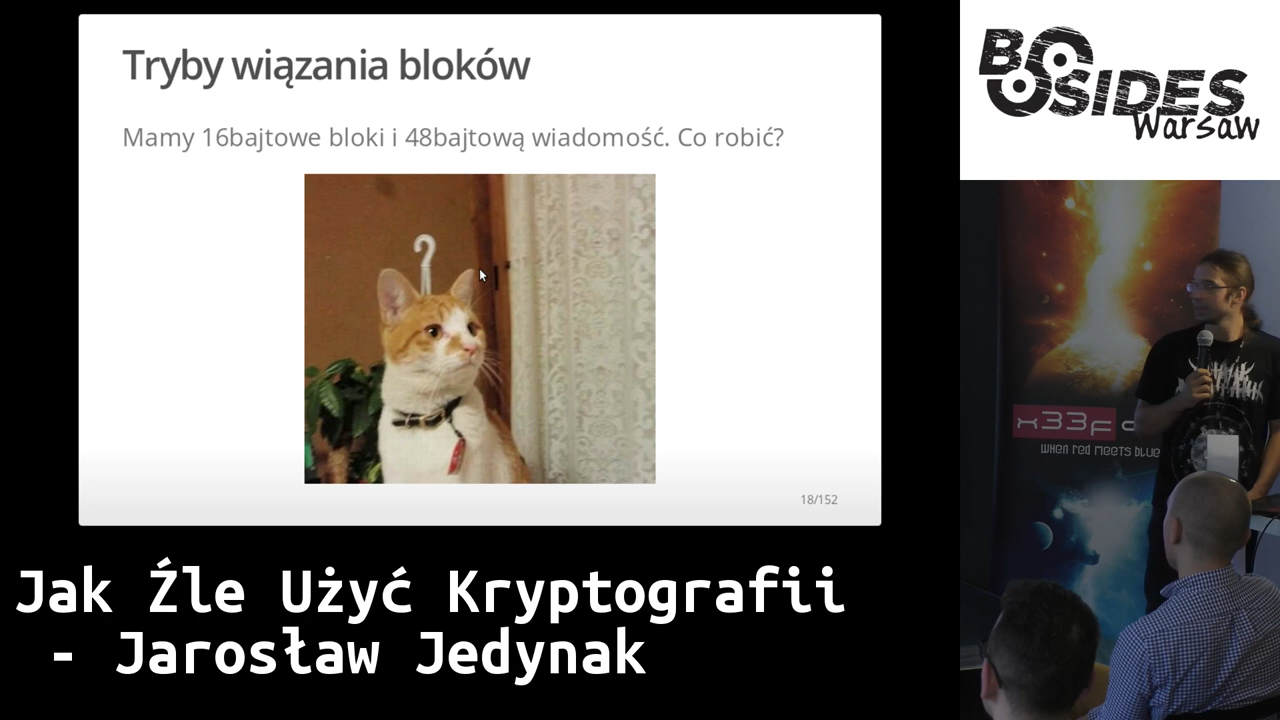 Tryby wiązania bloków
Mamy 16bajtowe bloki i 48bajtową wiadomość. Co robić?
18/152
Jak Źle Użyć Kryptografii
- Jarosław Jedynak
BSIDES
Warsaw
x33f
when red meets blue